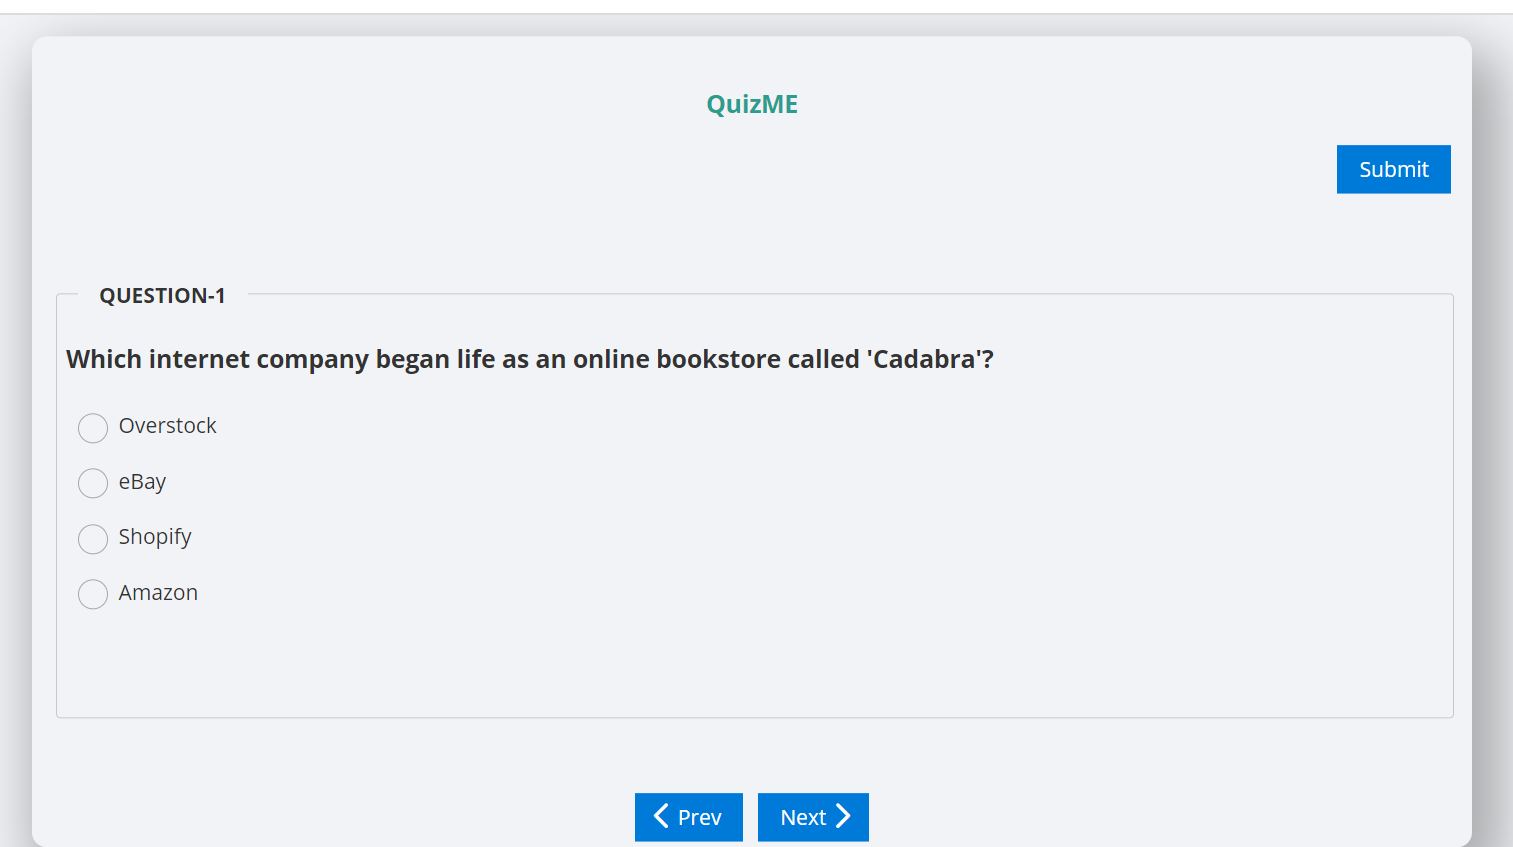 QuizME
Submit
QUESTION-1
Which internet company began life as an online bookstore called 'Cadabra'?
Overstock
eBay
Shopify
Amazon
Prev
Next